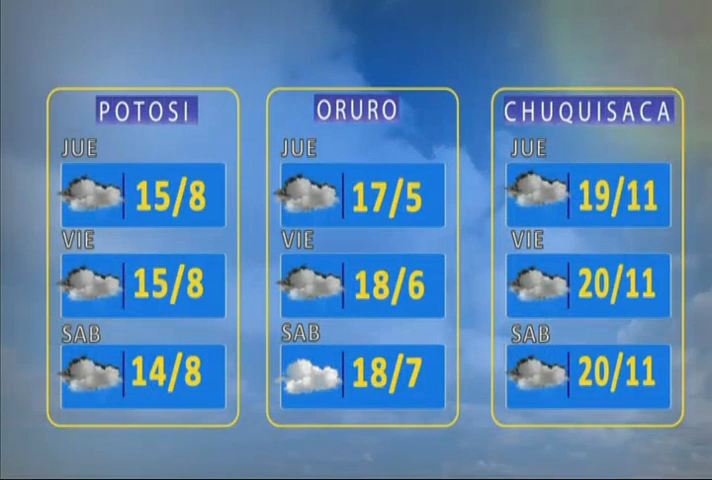 POTOSI
JUE
15/8
VIE
15/8
SAB
14/8
ORURO
JUE
17/5
VIE
18/6
SAB
18/7
CHUQUISACA
JUE
19/11
VIE
20/11
SAB
20/11